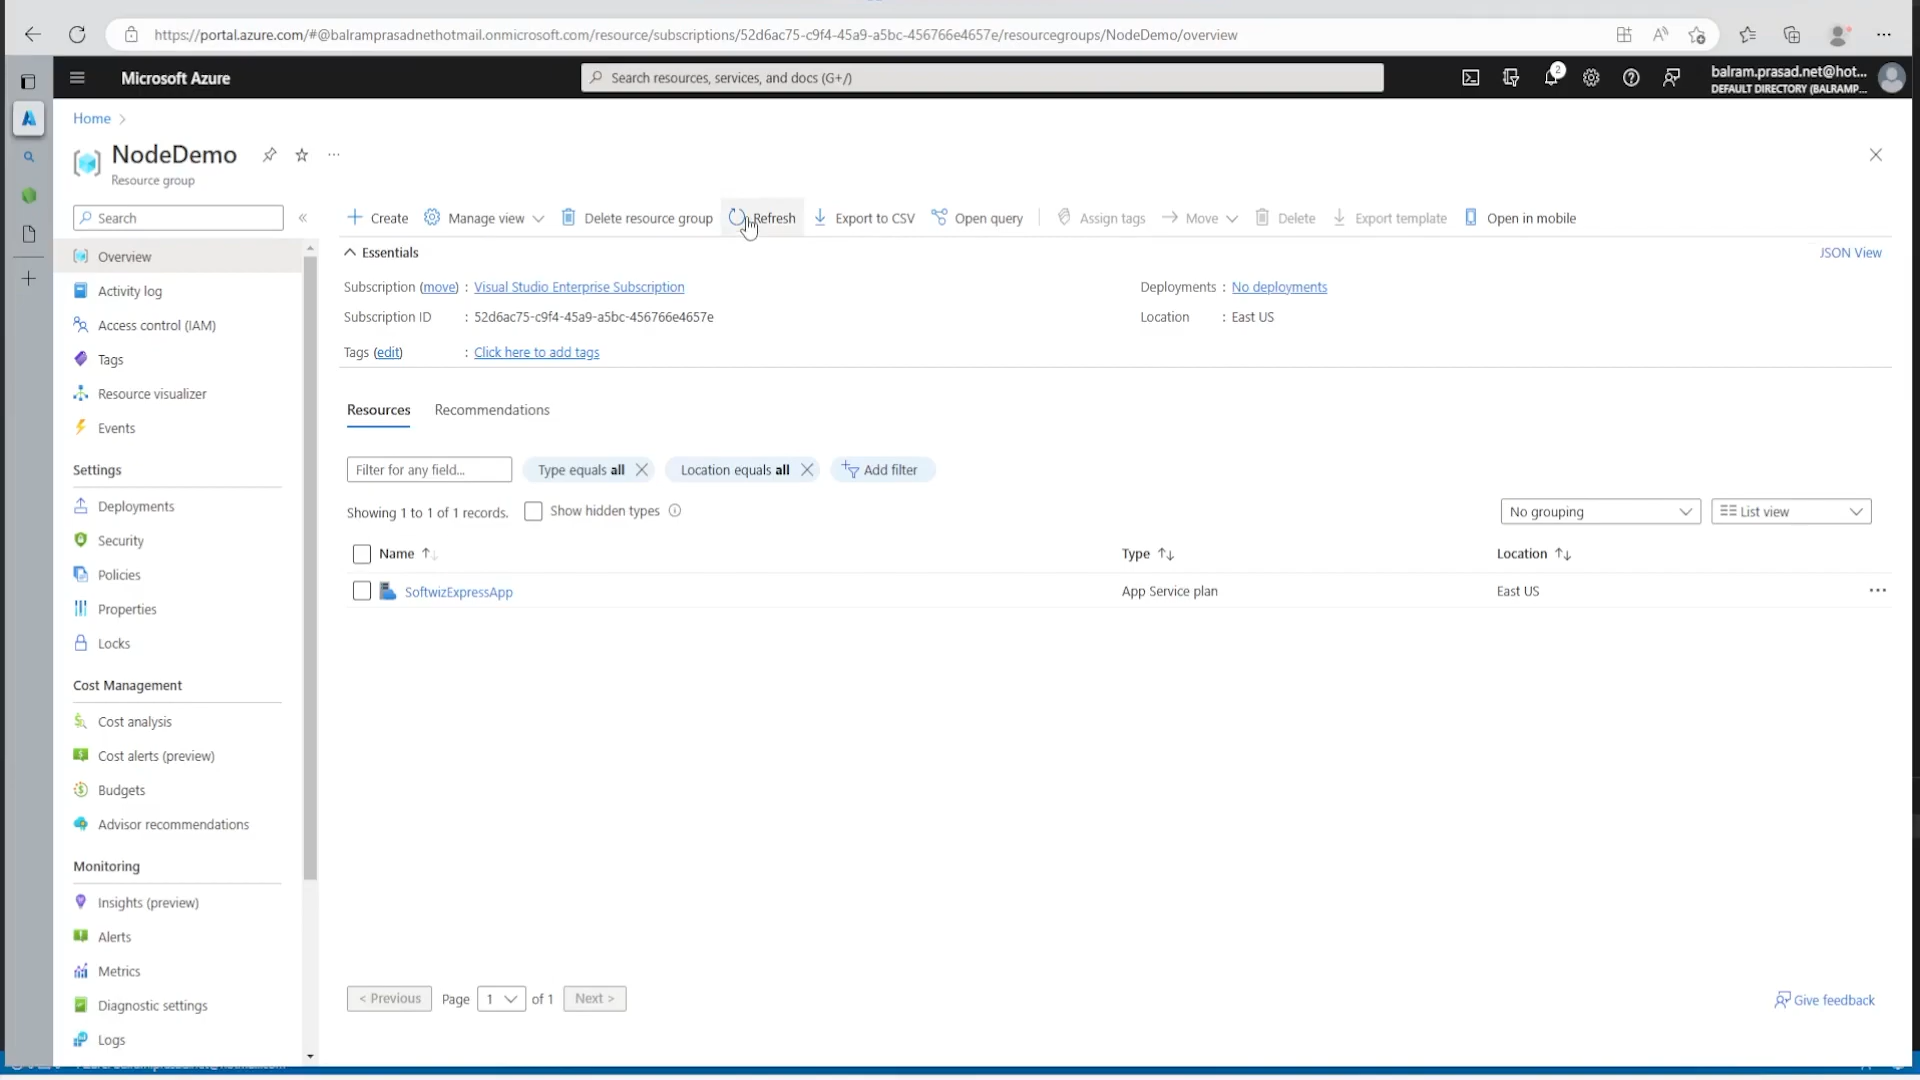 https://portal.azure.com/#@balramprasadnethotmail.onmicrosoft.com/resource/subscriptions/52d6ac75-c9f4-45a9-a5bc-456766e4657e/resourcegroups/NodeDemo/overview
Microsoft Azure
Search resources, services, and docs (G+/)
2
balram.prasad.net@hot...
DEFAULT DIRECTORY (BALRAMP...
Home
NodeDemo
Resource group
Search
Create
Manage view
Delete resource group
Refresh
Export to CSV
Open query
Assign tags
Move
Delete
Export template
Open in mobile
Overview
Activity log
Access control (IAM)
Tags
Resource visualizer
Events
Settings
Deployments
Security
Policies
Properties
Locks
Cost Management
Cost analysis
Cost alerts (preview)
Budgets
Advisor recommendations
Monitoring
Insights (preview)
Alerts
Metrics
Diagnostic settings
Logs
Essentials
JSON View
Subscription (move) : Visual Studio Enterprise Subscription
Deployments : No deployments
Subscription ID : 52d6ac75-c9f4-45a9-a5bc-456766e4657e
Location : East US
Tags (edit) : Click here to add tags
Resources Recommendations
Filter for any field...
Type equals all
Location equals all
Add filter
Showing 1 to 1 of 1 records.
Show hidden types
No grouping
List view
Name Type Location
SoftwizExpressApp App Service plan East US
< Previous Page 1 of 1 Next >
Give feedback